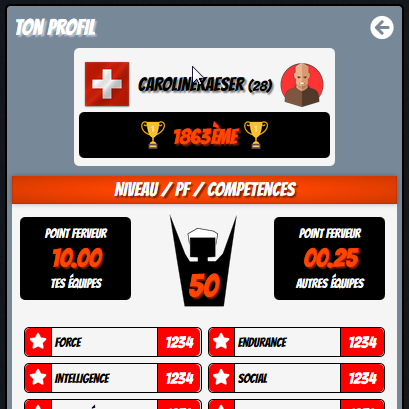 TON PROFIL
CAROLINEKAESER (28)
1863ÈME
NIVEAU / PF / COMPETENCES
POINT FERVEUR
10.00
TES ÉQUIPES
50
POINT FERVEUR
00.25
AUTRES ÉQUIPES
FORCE 1234
ENDURANCE 1234
INTELLIGENCE 1234
SOCIAL 1234